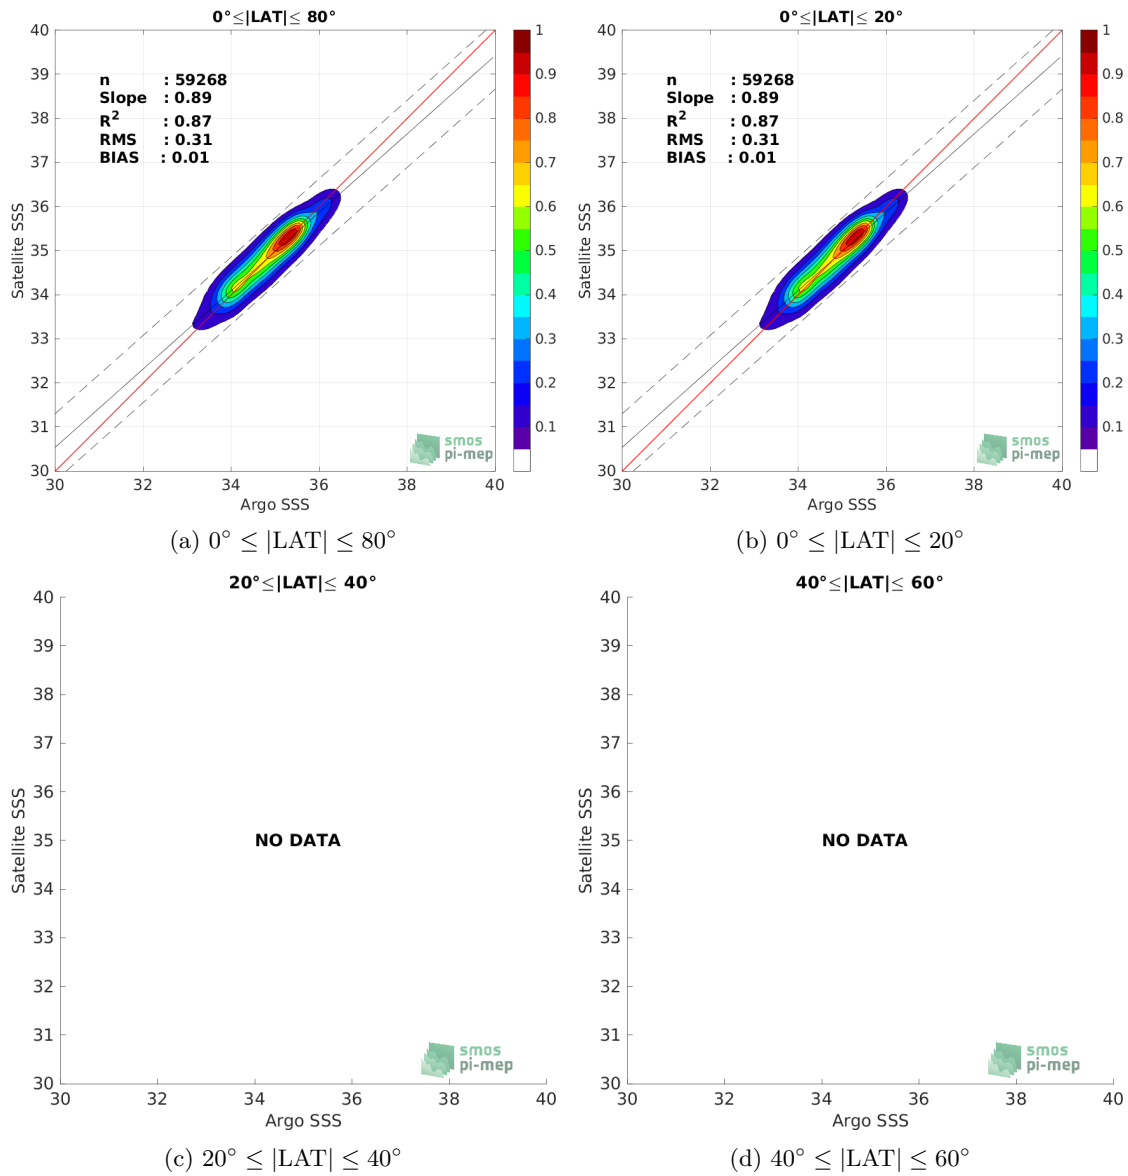 0°≤|LAT|≤ 80°
40
39
38
37
36
35
34
33
32
31
30
30
32
34
36
38
40
Satellite SSS
Argo SSS
n : 59268
Slope : 0.89
R² : 0.87
RMS : 0.31
BIAS : 0.01
1
0.9
0.8
0.7
0.6
0.5
0.4
0.3
0.2
0.1
smos
pi-mep
(a) 0° ≤ |LAT| ≤ 80°
0°≤|LAT|≤ 20°
40
39
38
37
36
35
34
33
32
31
30
30
32
34
36
38
40
Satellite SSS
Argo SSS
n : 59268
Slope : 0.89
R² : 0.87
RMS : 0.31
BIAS : 0.01
1
0.9
0.8
0.7
0.6
0.5
0.4
0.3
0.2
0.1
smos
pi-mep
(b) 0° ≤ |LAT| ≤ 20°
20°≤|LAT|≤ 40°
40
39
38
37
36
35
34
33
32
31
30
30
32
34
36
38
40
Satellite SSS
Argo SSS
NO DATA
smos
pi-mep
(c) 20° ≤ |LAT| ≤ 40°
40°≤|LAT|≤ 60°
40
39
38
37
36
35
34
33
32
31
30
30
32
34
36
38
40
Satellite SSS
Argo SSS
NO DATA
smos
pi-mep
(d) 40° ≤ |LAT| ≤ 60°